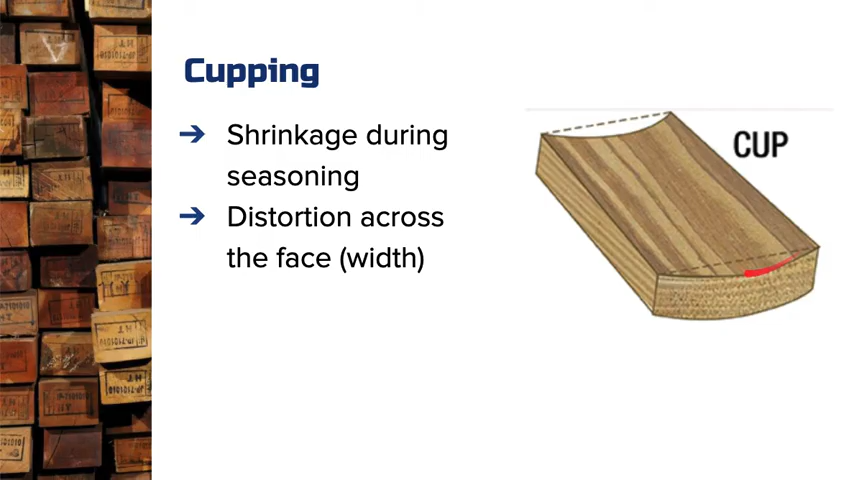 Cupping
➔ Shrinkage during
seasoning
➔ Distortion across
the face (width)
CUP